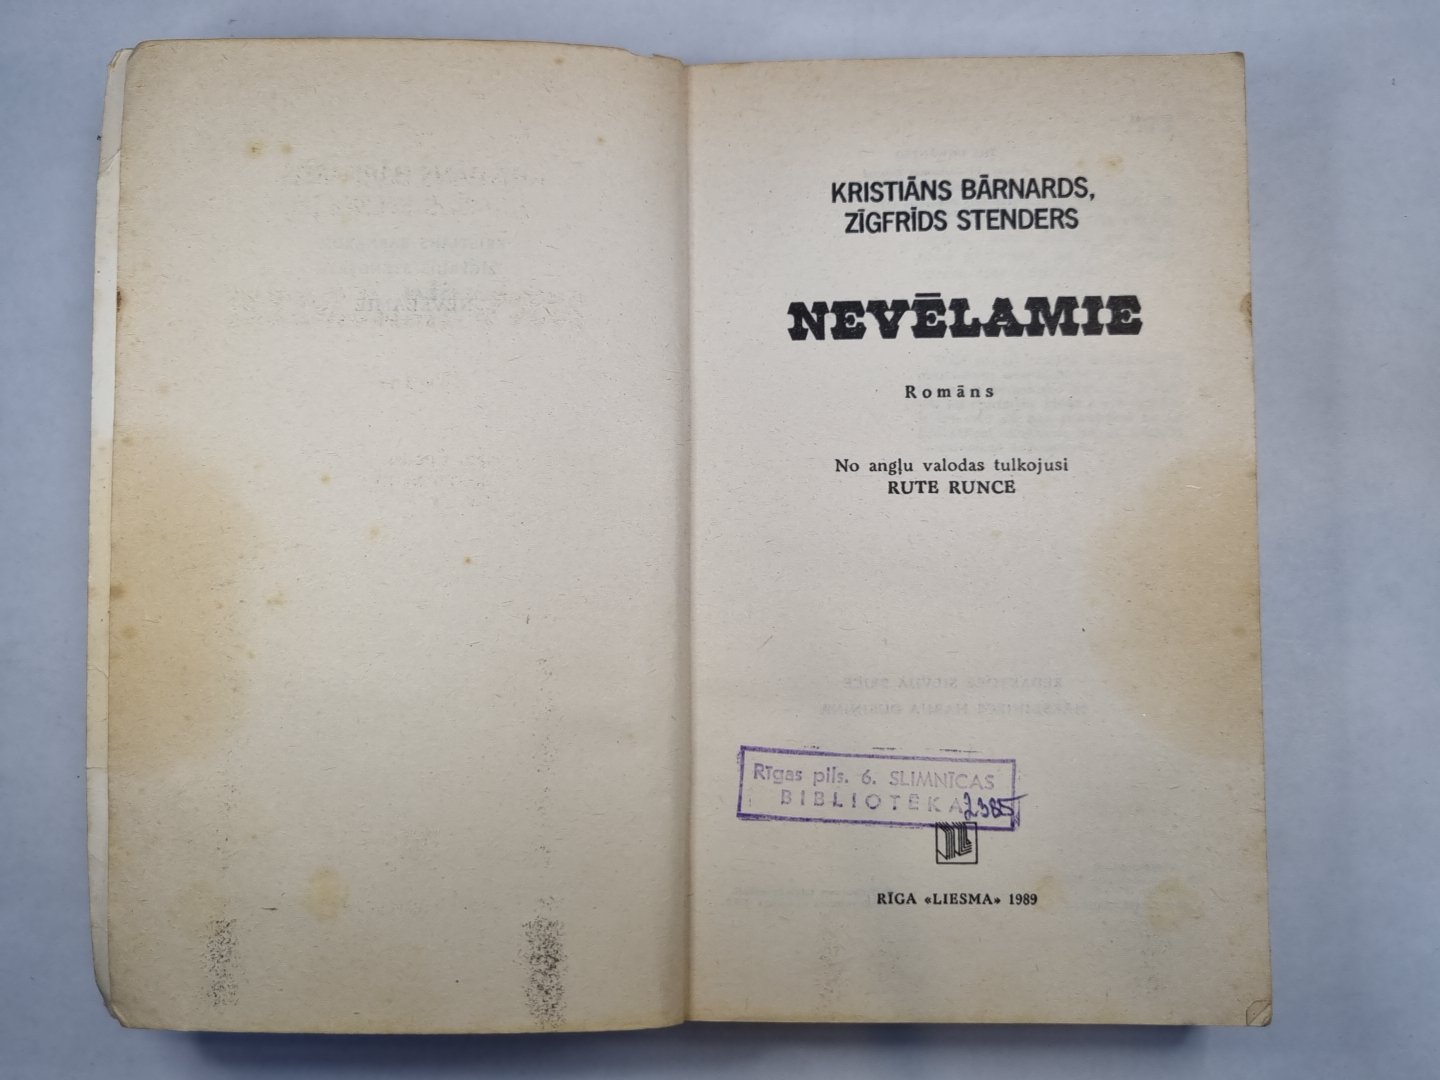 KRISTIĀNS BĀRNARDS,
ZĪGFRĪDS STENDERS
NEVĒLAMIE
Romāns
No angļu valodas tulkojusi
RUTE RUNCE
Rīgas pils. 6. SLIMNĪCAS
BIBLIOTĒKA 2385
RĪGA «LIESMA» 1989